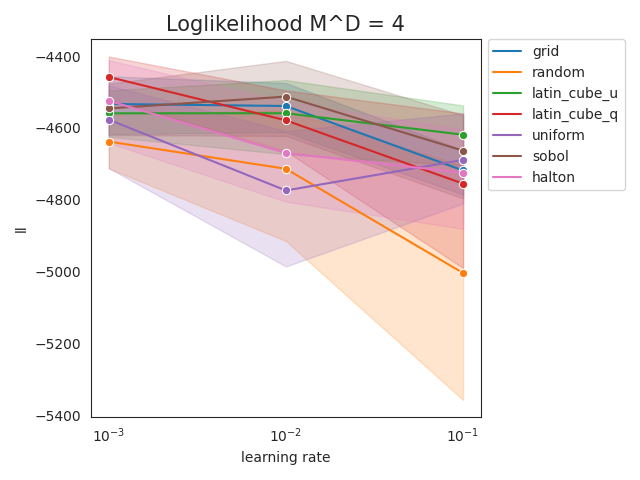 Loglikelihood M^D = 4
−4400
−4600
−4800
−5000
−5200
−5400
ll
10⁻³
10⁻²
10⁻¹
learning rate
grid
random
latin_cube_u
latin_cube_q
uniform
sobol
halton